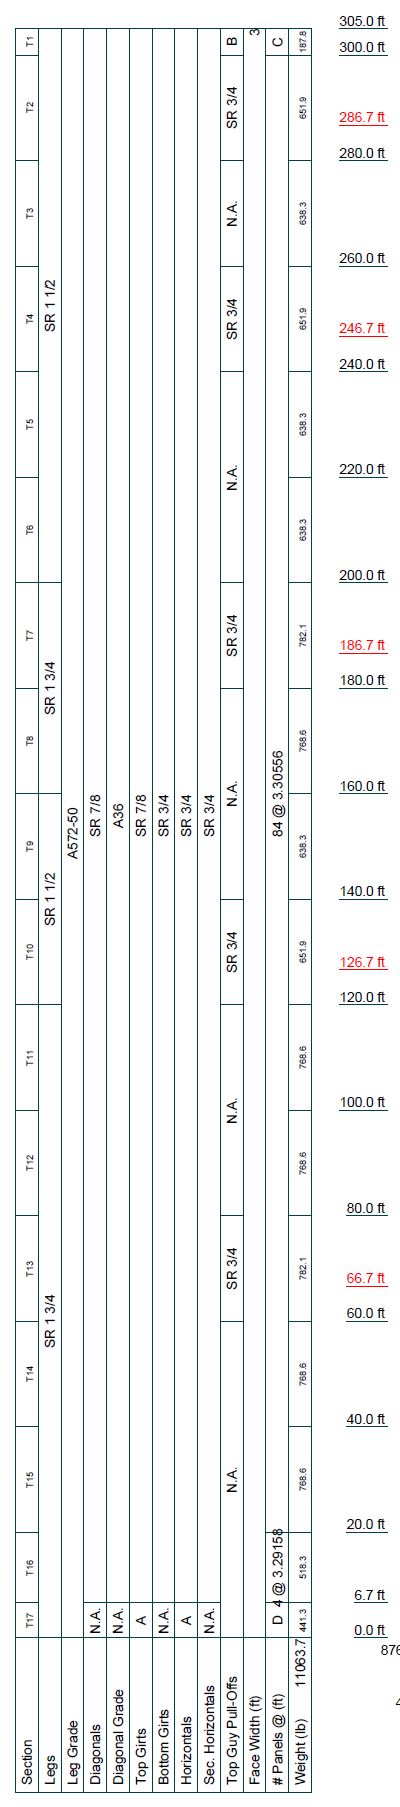 Section T17 T16 T15 T14 T13 T12 T11 T10 T9 T8 T7 T6 T5 T4 T3 T2 T1
Legs SR 1 3/4 SR 1 1/2 SR 1 3/4 SR 1 1/2
Leg Grade A572-50
Diagonals N.A. SR 7/8
Diagonal Grade N.A. A36
Top Girts A SR 7/8
Bottom Girts N.A. SR 3/4
Horizontals A SR 3/4
Sec. Horizontals N.A. SR 3/4
Top Guy Pull-Offs N.A. SR 3/4 N.A. SR 3/4 N.A. SR 3/4 N.A. SR 3/4 N.A. SR 3/4 B
Face Width (ft) 3
# Panels @ (ft) D 4 @ 3.29158 84 @ 3.30556 C
Weight (lb) 11063.7 441.3 518.3 768.6 768.6 782.1 768.6 768.6 651.9 638.3 768.6 782.1 638.3 638.3 651.9 638.3 651.9 187.8
305.0 ft
300.0 ft
286.7 ft
280.0 ft
260.0 ft
246.7 ft
240.0 ft
220.0 ft
200.0 ft
186.7 ft
180.0 ft
160.0 ft
140.0 ft
126.7 ft
120.0 ft
100.0 ft
80.0 ft
66.7 ft
60.0 ft
40.0 ft
20.0 ft
6.7 ft
0.0 ft
876
4